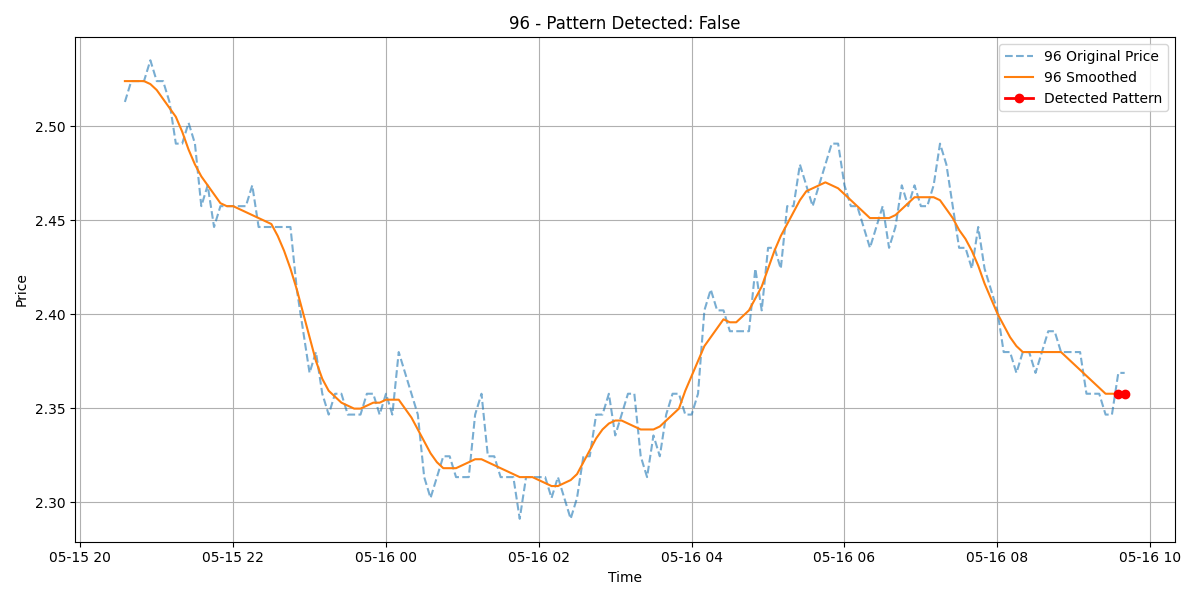 96 - Pattern Detected: False
96 Original Price
96 Smoothed
Detected Pattern
Price
2.50
2.45
2.40
2.35
2.30
05-15 20 05-15 22 05-16 00 05-16 02 05-16 04 05-16 06 05-16 08 05-16 10
Time